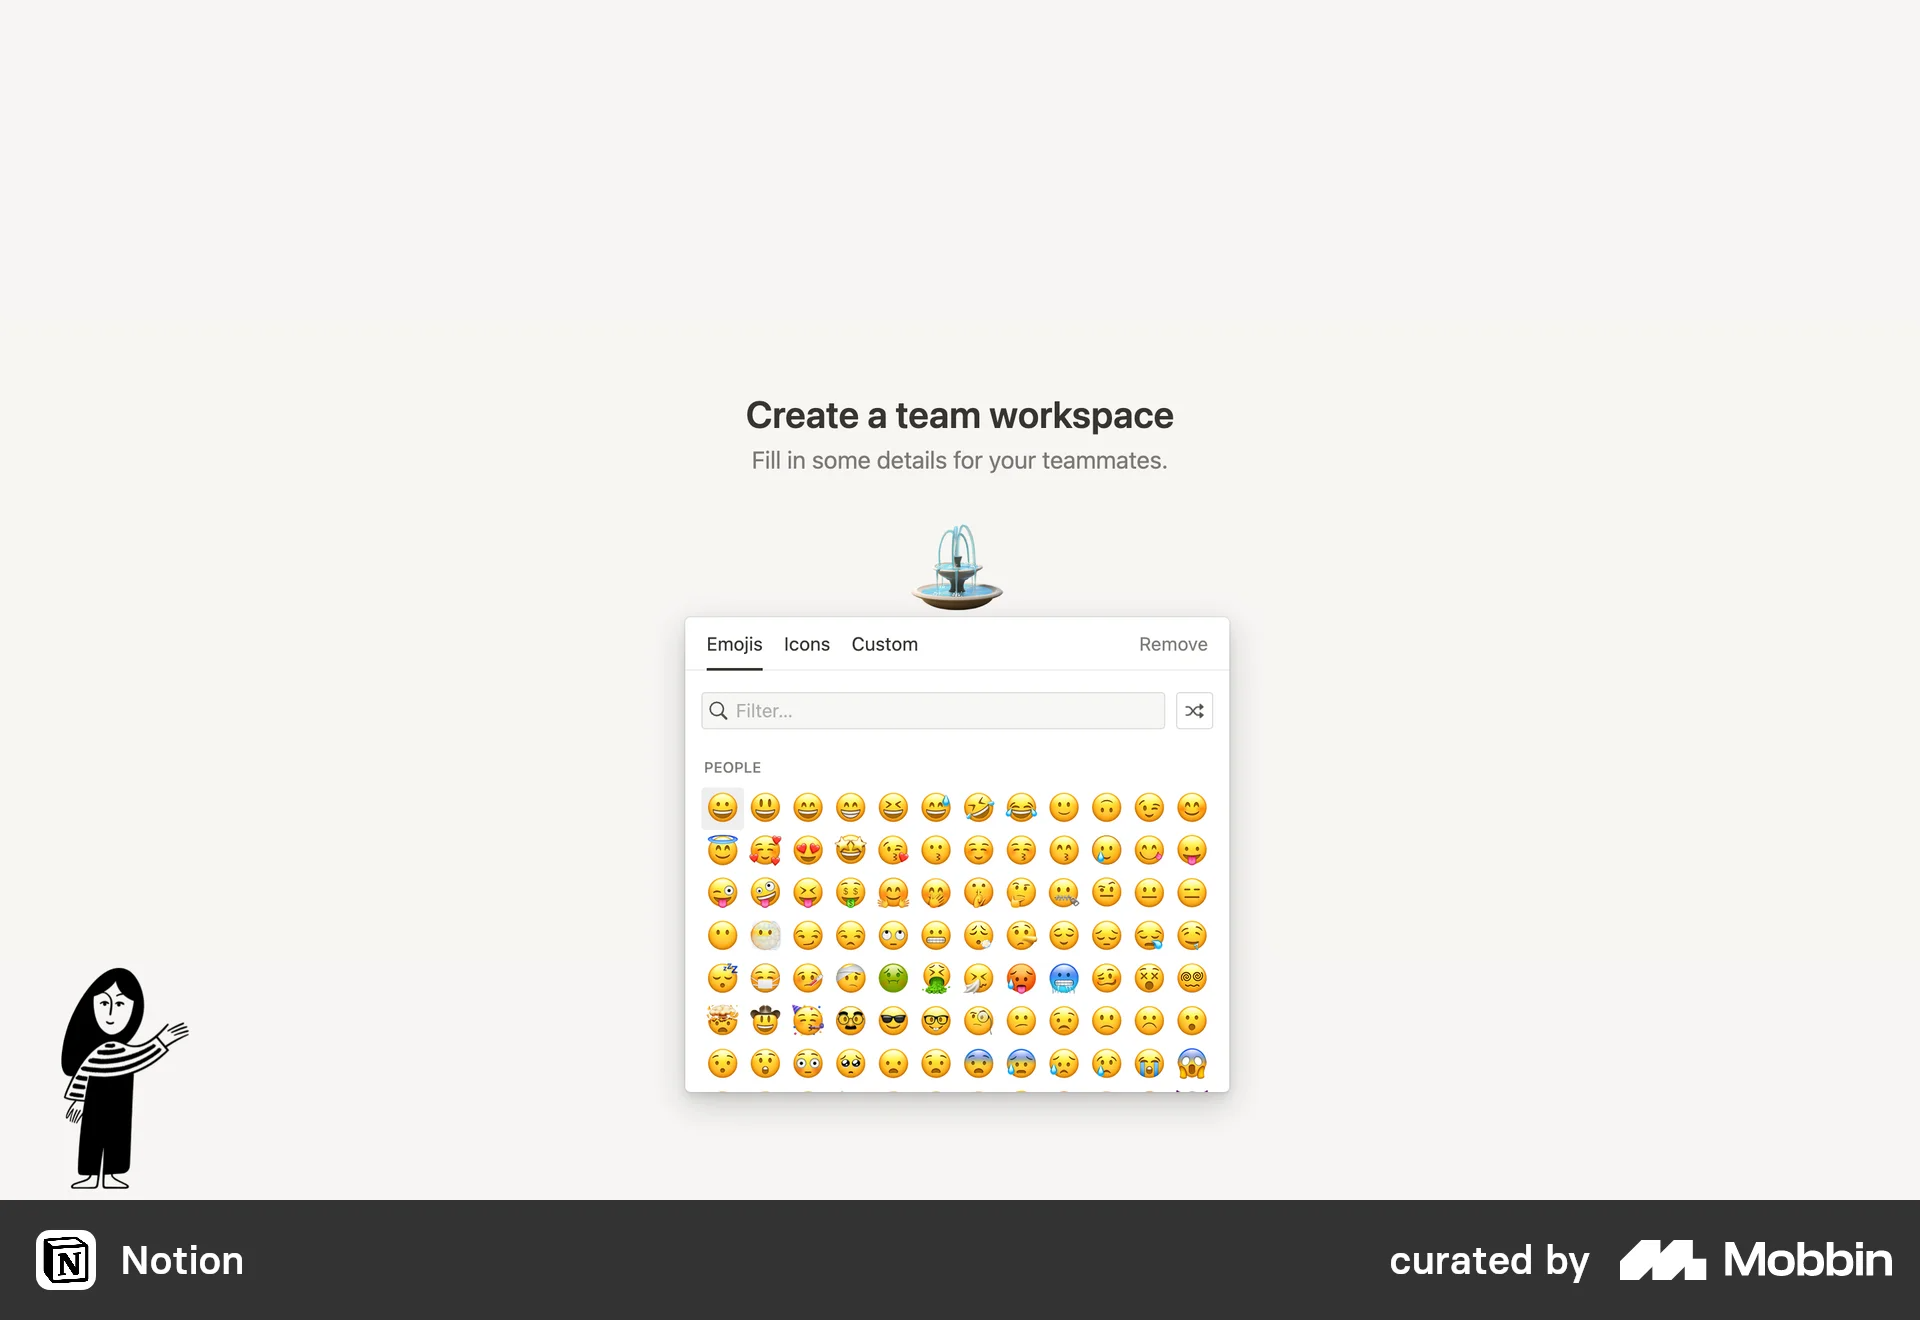 Create a team workspace
Fill in some details for your teammates.
Emojis Icons Custom Remove
Filter...
PEOPLE
N Notion
curated by Mobbin